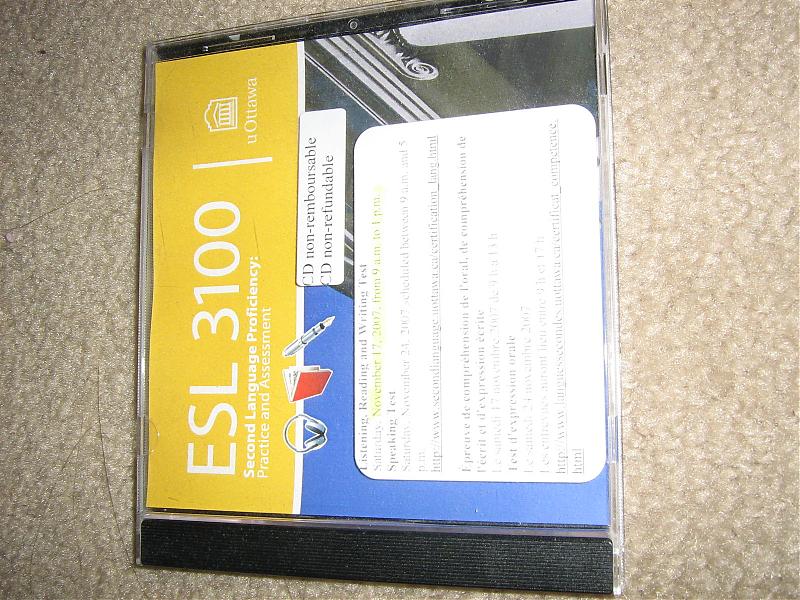 ESL 3100
uOttawa
Second Language Proficiency:
Practice and Assessment
CD non-remboursable
CD non-refundable
Listening, Reading and Writing Test
Saturday, November 17, 2007, from 9 a.m. to 1 p.m.
Speaking Test
Saturday, November 24, 2007, scheduled between 9 a.m. and 5
p.m.
http://www.secondlanguage.uottawa.ca/certification_lang.html
Épreuve de compréhension de l'oral, de compréhension de
l'écrit et d'expression écrite
Le samedi 17 novembre 2007 de 9 h à 13 h
Test d'expression orale
Le samedi 24 novembre 2007
Les entrevues auront lieu entre 9 h et 17 h
http://www.languessecondes.uottawa.ca/certificat_competence.
html